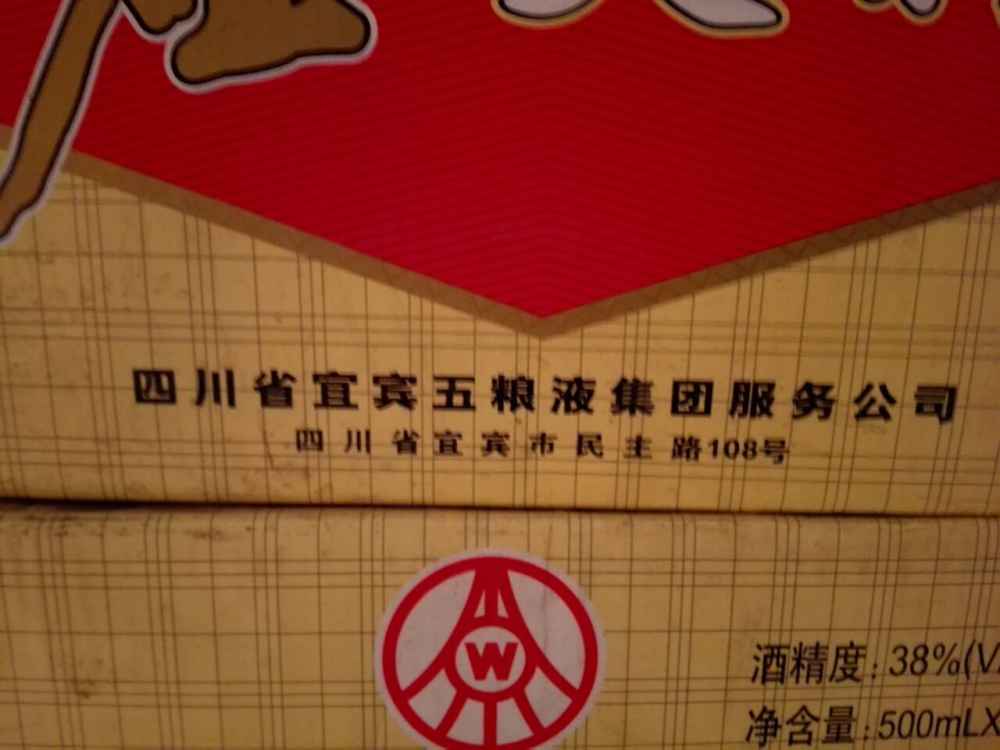 四川省宜宾五粮液集团服务公司
四川省宜宾市民主路108号
W
酒精度:38%(V
净含量:500mLX